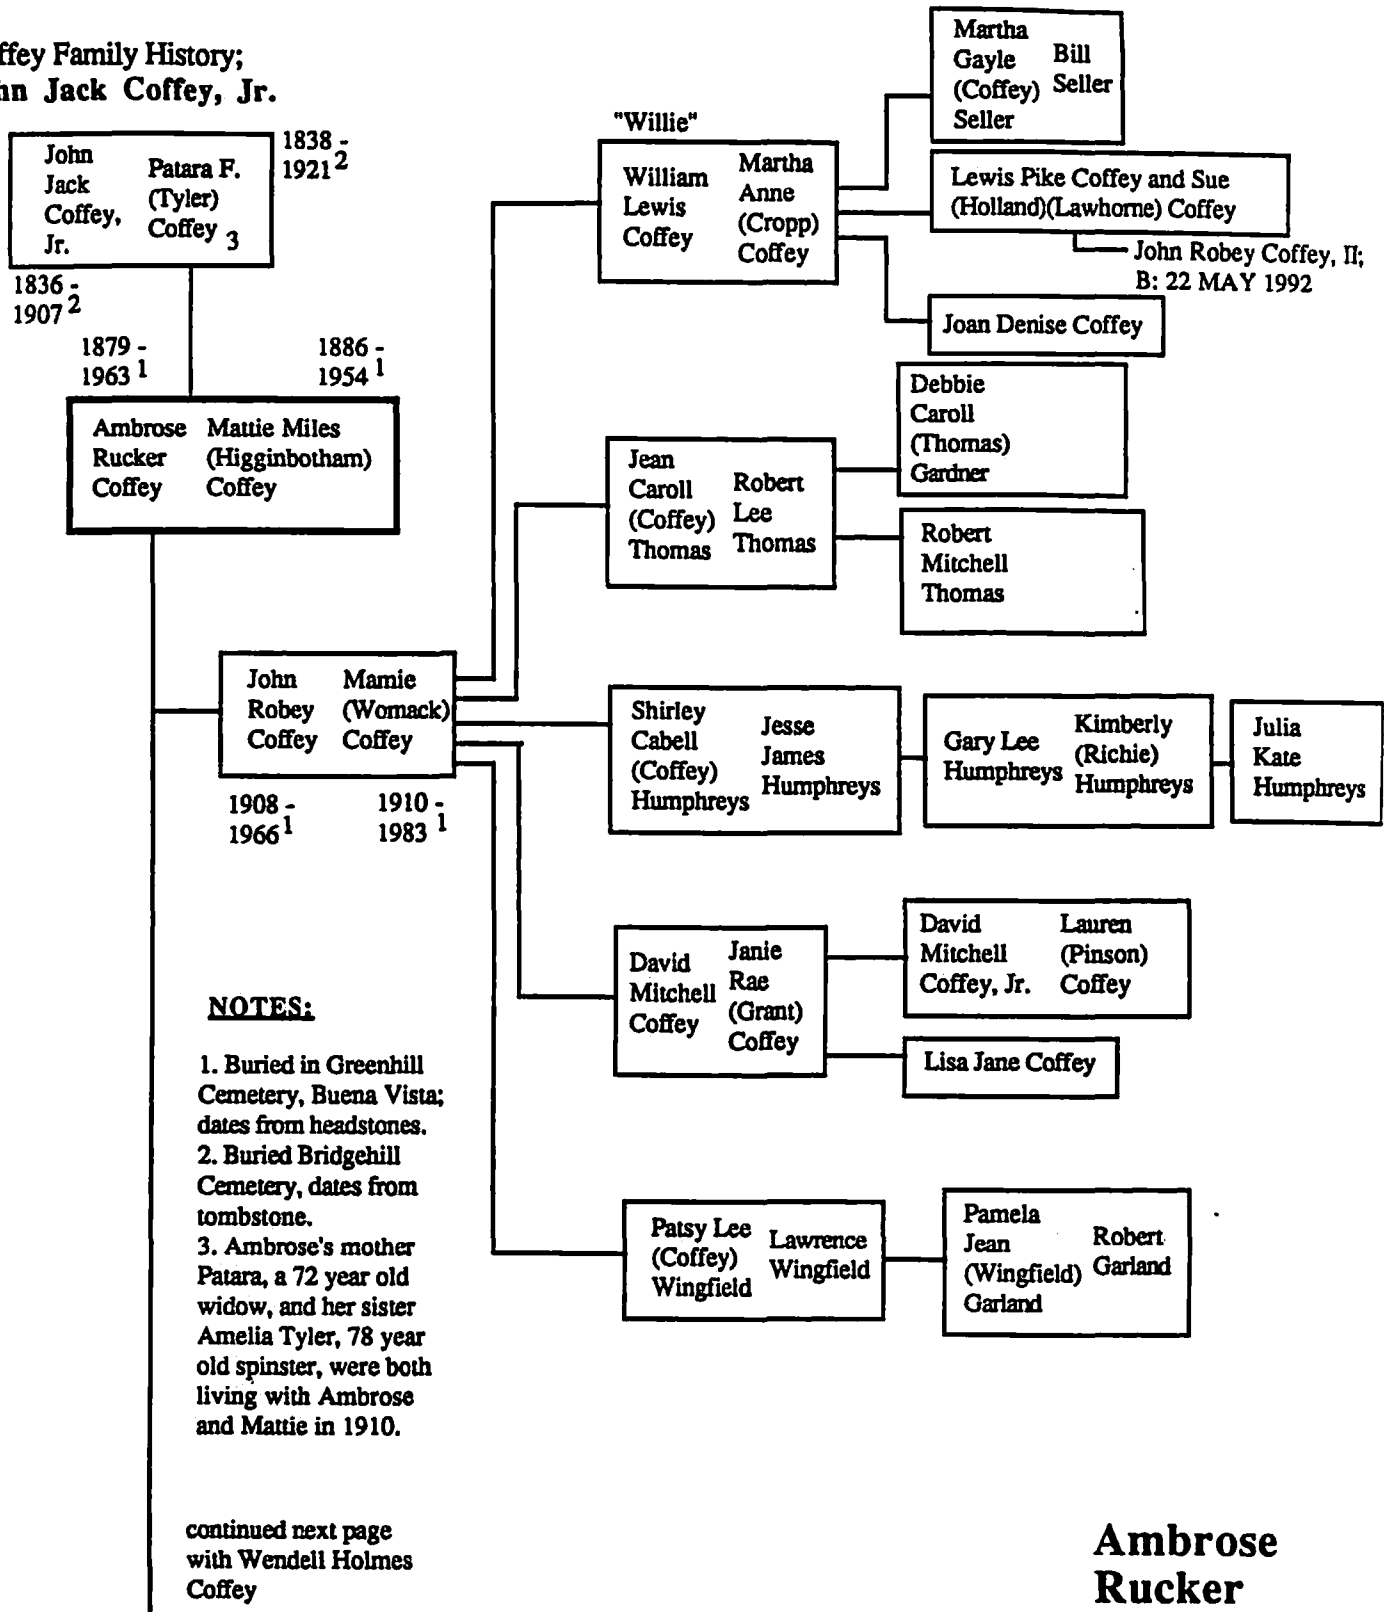 ffey Family History;
hn Jack Coffey, Jr.
John
Jack
Coffey,
Jr.
Patara F.
(Tyler)
Coffey 3
1838 -
1921 2
1836 -
1907 2
1879 -
1963 1
1886 -
1954 1
Ambrose
Rucker
Coffey
Mattie Miles
(Higginbotham)
Coffey
John
Robey
Coffey
Mamie
(Womack)
Coffey
1908 -
1966 1
1910 -
1983 1
"Willie"
William
Lewis
Coffey
Martha
Anne
(Cropp)
Coffey
Martha
Gayle
(Coffey)
Seller
Bill
Seller
Lewis Pike Coffey and Sue
(Holland)(Lawhorne) Coffey
John Robey Coffey, II;
B: 22 MAY 1992
Joan Denise Coffey
Jean
Caroll
(Coffey)
Thomas
Robert
Lee
Thomas
Debbie
Caroll
(Thomas)
Gardner
Robert
Mitchell
Thomas
Shirley
Cabell
(Coffey)
Humphreys
Jesse
James
Humphreys
Gary Lee
Humphreys
Kimberly
(Richie)
Humphreys
Julia
Kate
Humphreys
David
Mitchell
Coffey
Janie
Rae
(Grant)
Coffey
David
Mitchell
Coffey, Jr.
Lauren
(Pinson)
Coffey
Lisa Jane Coffey
Patsy Lee
(Coffey)
Wingfield
Lawrence
Wingfield
Pamela
Jean
(Wingfield)
Garland
Robert
Garland
NOTES:
1. Buried in Greenhill
Cemetery, Buena Vista;
dates from headstones.
2. Buried Bridgehill
Cemetery, dates from
tombstone.
3. Ambrose's mother
Patara, a 72 year old
widow, and her sister
Amelia Tyler, 78 year
old spinster, were both
living with Ambrose
and Mattie in 1910.
continued next page
with Wendell Holmes
Coffey
Ambrose
Rucker